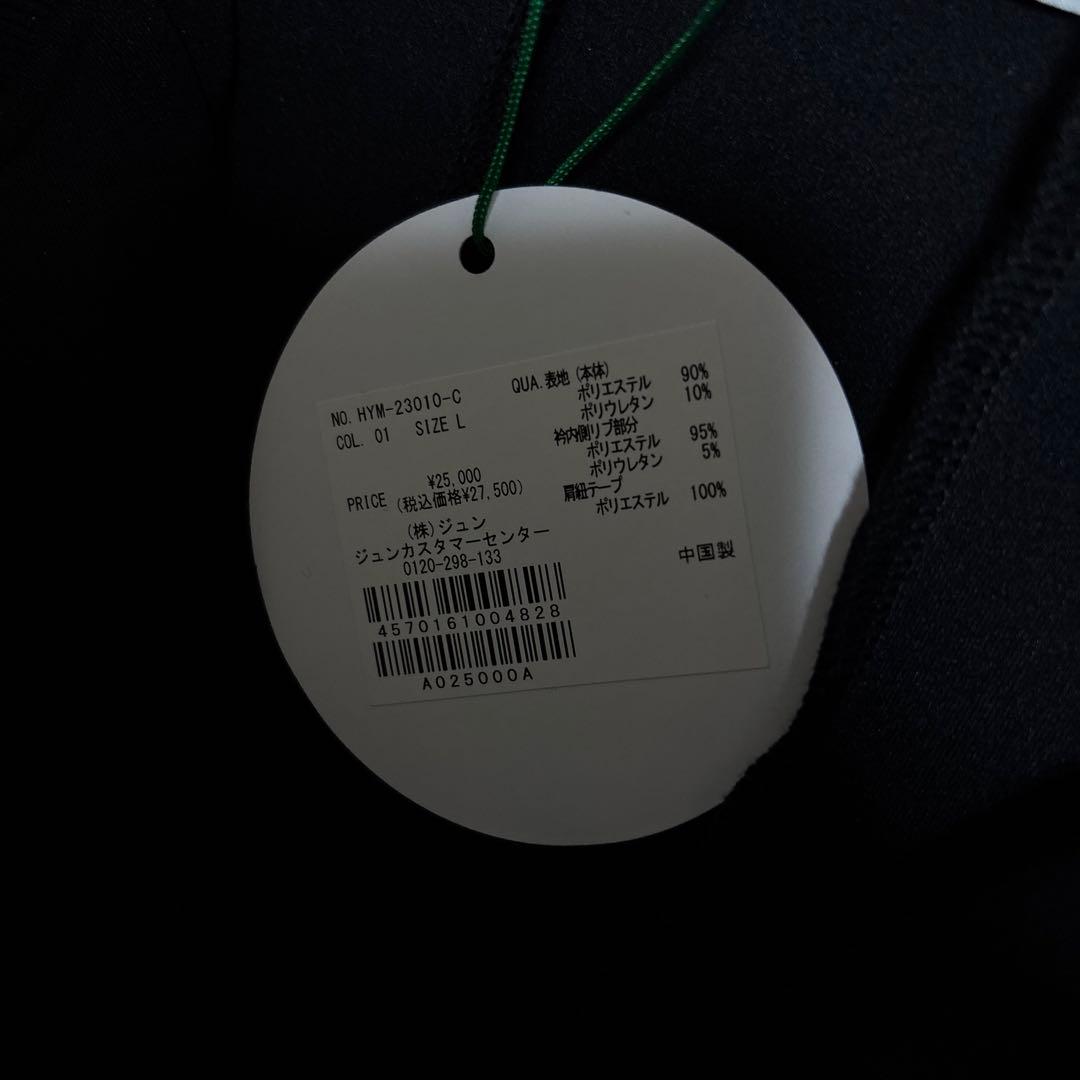 NO. HYM-23010-C
COL. 01 SIZE L
PRICE ¥25,000
(税込価格¥27,500)
(株)ジュン
ジュンカスタマーセンター
0120-298-133
4570161004828
A025000A
QUA.表地(本体)
ポリエステル 90%
ポリウレタン 10%
衿内側リブ部分
ポリエステル 95%
ポリウレタン 5%
肩紐テープ
ポリエステル 100%
中国製